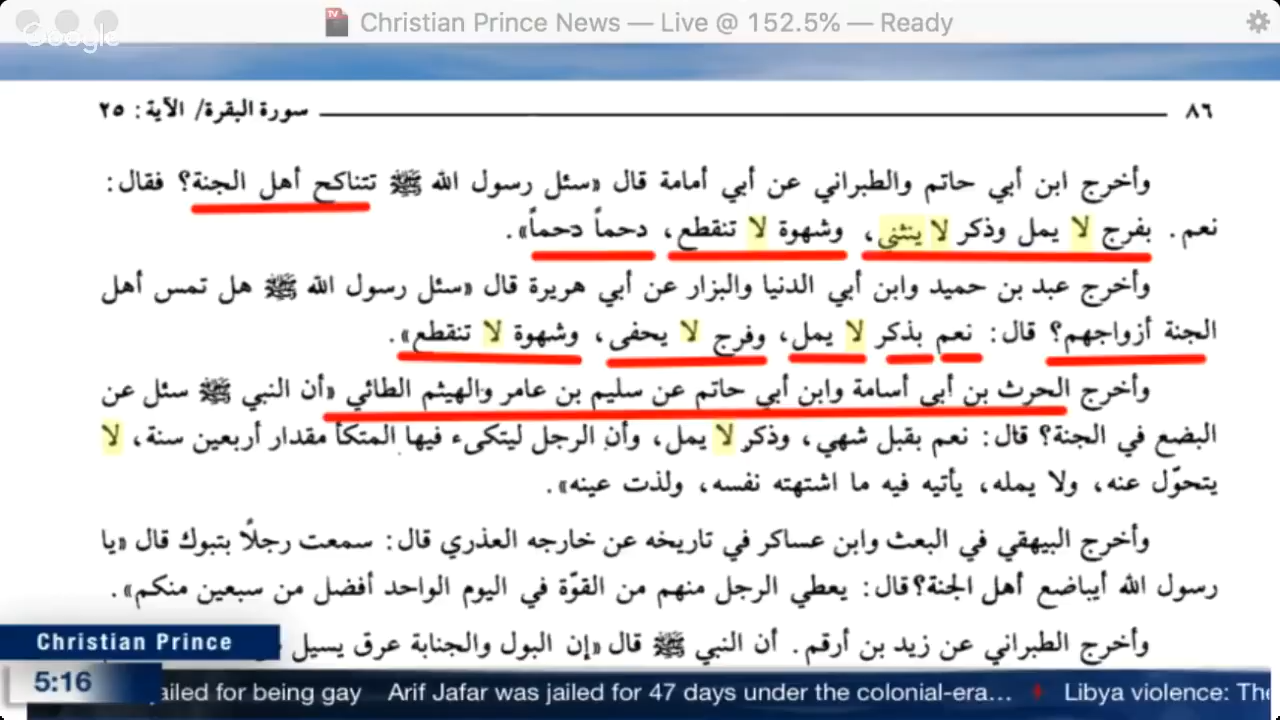 Christian Prince News — Live @ 152.5% — Ready
Google
٨٦ سورة البقرة/ الآية: ٢٥
وأخرج ابن أبي حاتم والطبراني عن أبي أمامة قال «سئل رسول الله ﷺ تتناكح أهل الجنة؟ فقال:
نعم. بفرج لا يمل وذكر لا ينثني، وشهوة لا تنقطع، دحماً دحماً».
وأخرج عبد بن حميد وابن أبي الدنيا والبزار عن أبي هريرة قال «سئل رسول الله ﷺ هل تمس أهل
الجنة أزواجهم؟ قال: نعم بذكر لا يمل، وفرج لا يحفى، وشهوة لا تنقطع».
وأخرج الحرث بن أبي أسامة وابن أبي حاتم عن سليم بن عامر والهيثم الطائي «أن النبي ﷺ سئل عن
البضع في الجنة؟ قال: نعم بقبل شهي، وذكر لا يمل، وأن الرجل ليتكىء فيها المتكأ مقدار أربعين سنة، لا
يتحوّل عنه، ولا يمله، يأتيه فيه ما اشتهته نفسه، ولذت عينه».
وأخرج البيهقي في البعث وابن عساكر في تاريخه عن خارجه العذري قال: سمعت رجلاً بتبوك قال «يا
رسول الله أيباضع أهل الجنة؟ قال: يعطي الرجل منهم من القوّة في اليوم الواحد أفضل من سبعين منكم».
وأخرج الطبراني عن زيد بن أرقم. أن النبي ﷺ قال «إن البول والجنابة عرق يسيل
Christian Prince
5:16
ailed for being gay Arif Jafar was jailed for 47 days under the colonial-era… Libya violence: The